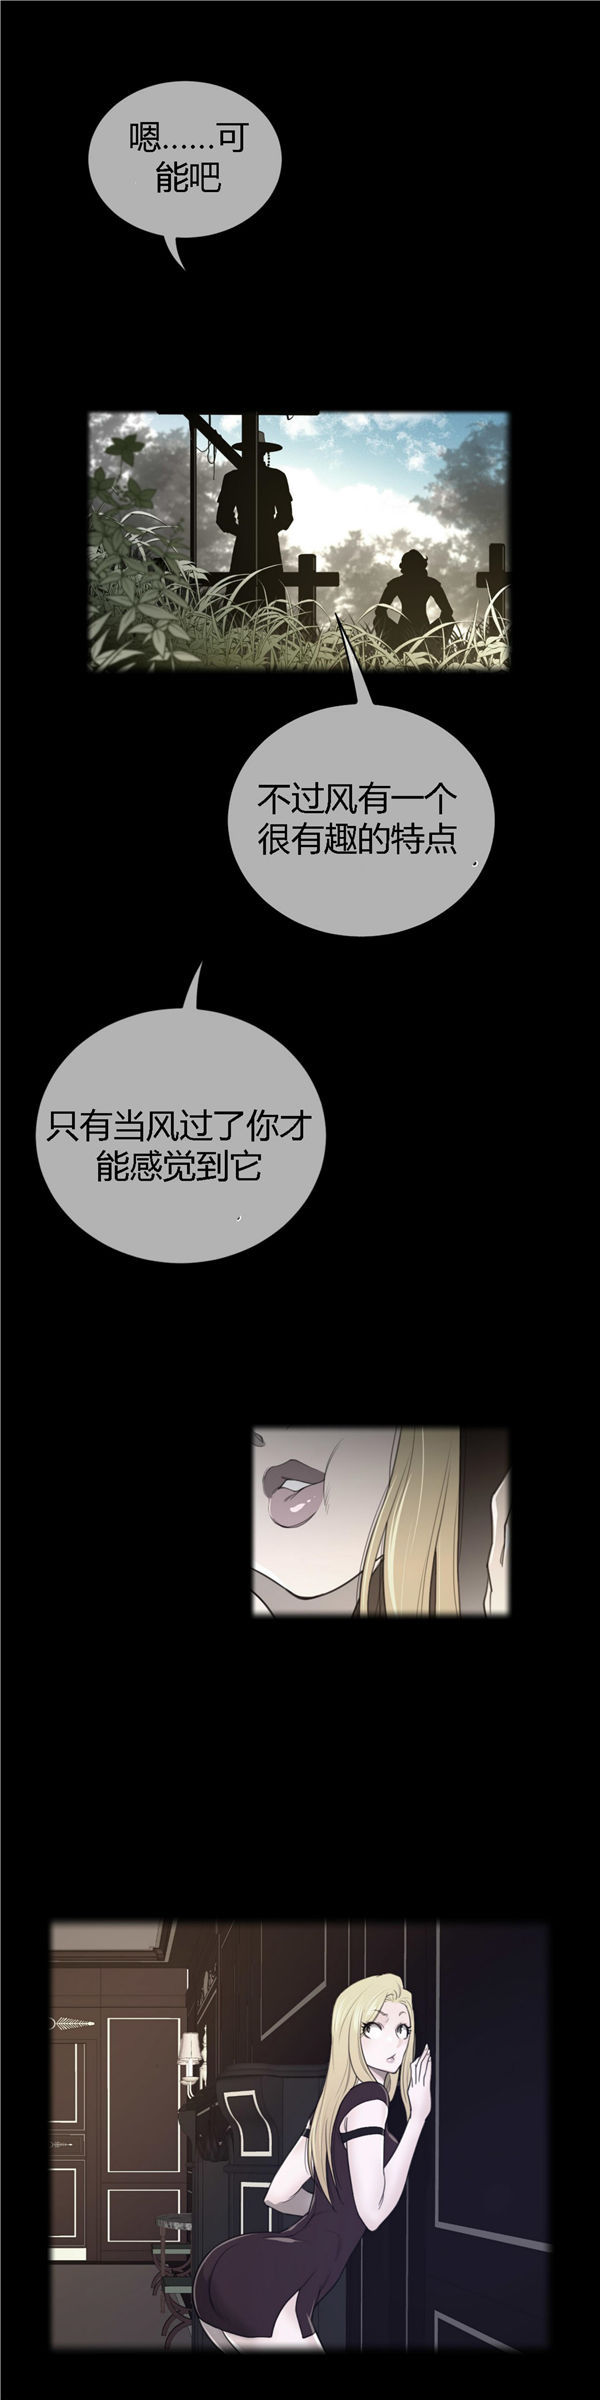 嗯……可
能吧
不过风有一个
很有趣的特点
只有当风过了你才
能感觉到它